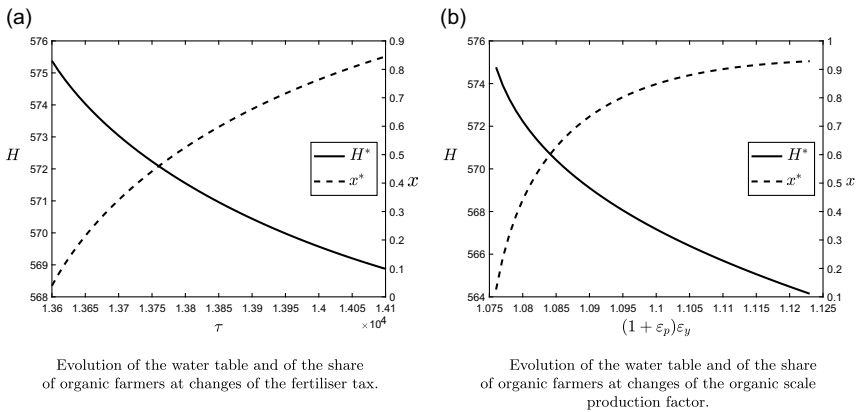 (a)
576
575
574
573
572
571
570
569
568
H
0.9
0.8
0.7
0.6
0.5
0.4
0.3
0.2
0.1
0
x
H*
x*
1.36 1.365 1.37 1.375 1.38 1.385 1.39 1.395 1.4 1.405 1.41
×10⁴
τ
Evolution of the water table and of the share
of organic farmers at changes of the fertiliser tax.
(b)
576
574
572
570
568
566
564
H
1
0.9
0.8
0.7
0.6
0.5
0.4
0.3
0.2
0.1
x
H*
x*
1.075 1.08 1.085 1.09 1.095 1.1 1.105 1.11 1.115 1.12 1.125
(1 + εₚ)εᵧ
Evolution of the water table and of the share
of organic farmers at changes of the organic scale
production factor.